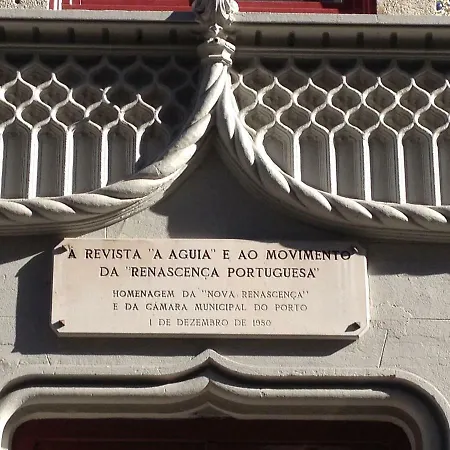 À REVISTA "A AGUIA" E AO MOVIMENTO
DA "RENASCENÇA PORTUGUESA"
HOMENAGEM DA "NOVA RENASCENÇA"
E DA CÂMARA MUNICIPAL DO PORTO
1 DE DEZEMBRO DE 1980